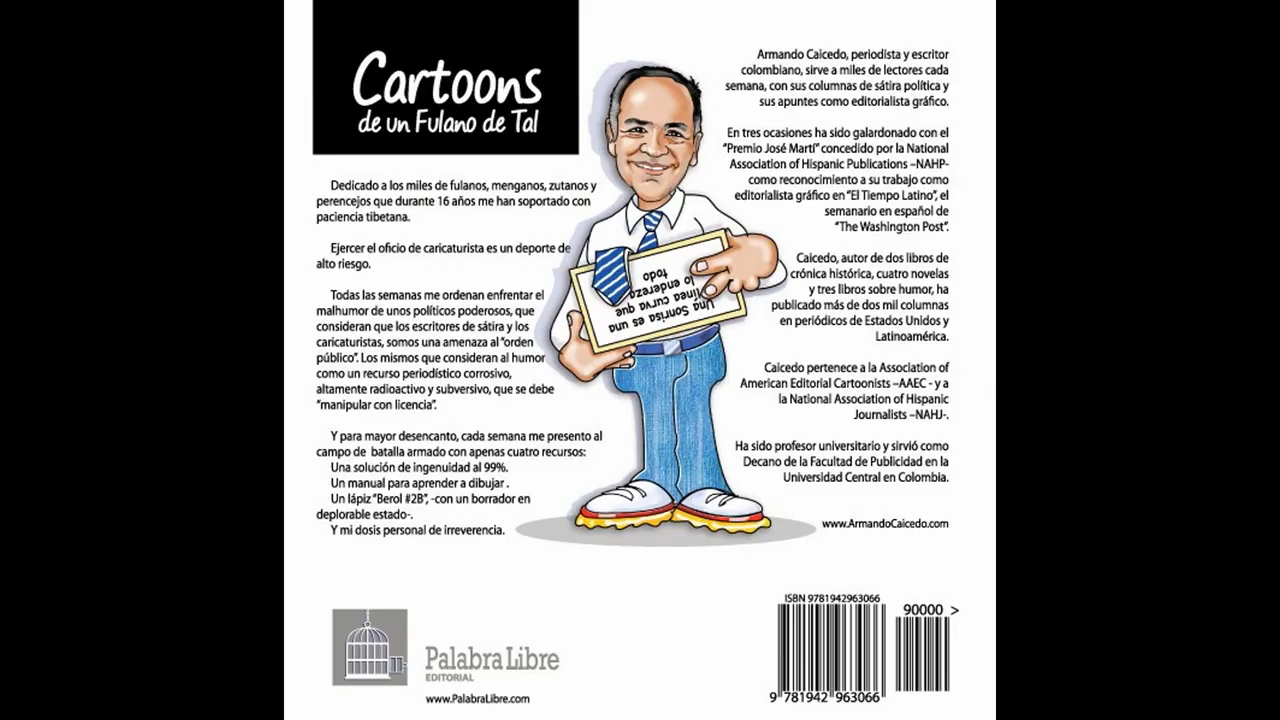 Cartoons
de un Fulano de Tal
Dedicado a los miles de fulanos, menganos, zutanos y
perencejos que durante 16 años me han soportado con
paciencia tibetana.
Ejercer el oficio de caricaturista es un deporte de
alto riesgo.
Todas las semanas me ordenan enfrentar el
malhumor de unos políticos poderosos, que
consideran que los escritores de sátira y los
caricaturistas, somos una amenaza al "orden
público". Los mismos que consideran al humor
como un recurso periodístico corrosivo,
altamente radioactivo y subversivo, que se debe
"manipular con licencia".
Y para mayor desencanto, cada semana me presento al
campo de batalla armado con apenas cuatro recursos:
Una solución de ingenuidad al 99%.
Un manual para aprender a dibujar .
Un lápiz "Berol #2B", -con un borrador en
deplorable estado-.
Y mi dosis personal de irreverencia.
Una Sonrisa es una
línea curva que
lo endereza
todo
Armando Caicedo, periodista y escritor
colombiano, sirve a miles de lectores cada
semana, con sus columnas de sátira política y
sus apuntes como editorialista gráfico.
En tres ocasiones ha sido galardonado con el
"Premio José Martí" concedido por la National
Association of Hispanic Publications –NAHP-
como reconocimiento a su trabajo como
editorialista gráfico en "El Tiempo Latino", el
semanario en español de
"The Washington Post".
Caicedo, autor de dos libros de
crónica histórica, cuatro novelas
y tres libros sobre humor, ha
publicado más de dos mil columnas
en periódicos de Estados Unidos y
Latinoamérica.
Caicedo pertenece a la Association of
American Editorial Cartoonists –AAEC - y a
la National Association of Hispanic
Journalists –NAHJ-.
Ha sido profesor universitario y sirvió como
Decano de la Facultad de Publicidad en la
Universidad Central en Colombia.
www.ArmandoCaicedo.com
Palabra Libre
EDITORIAL
www.PalabraLibre.com
ISBN 9781942963066
90000 >
9 781942 963066